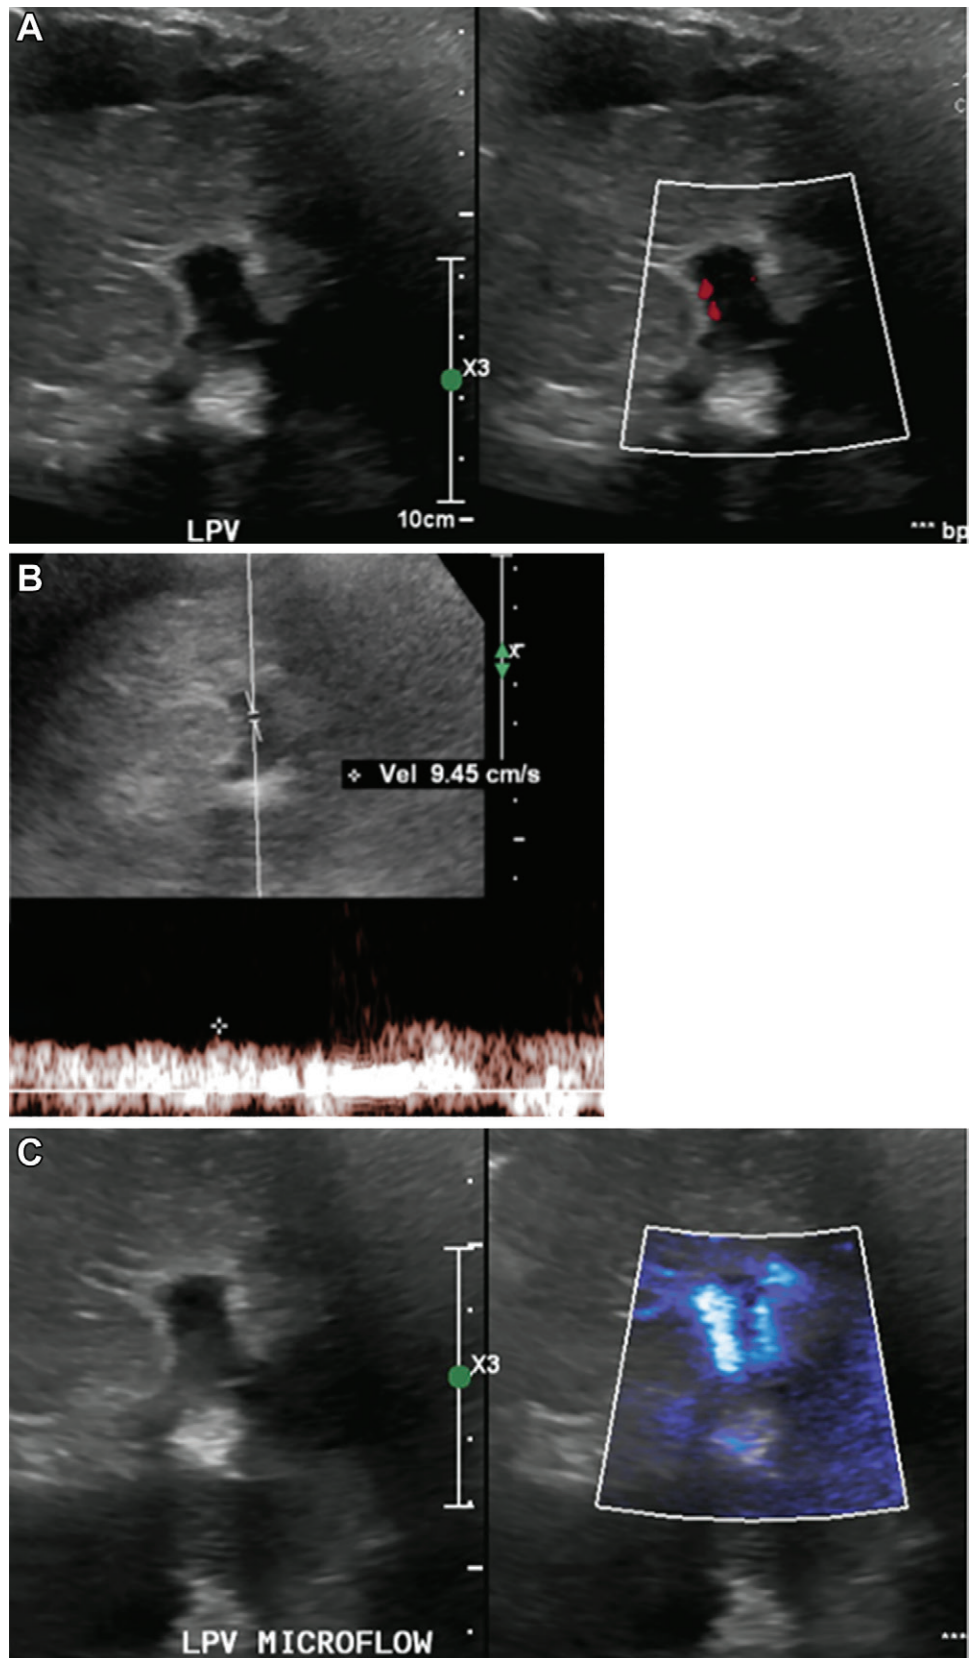 A
C
X3
10cm
LPV
*** bp
B
X
Vel 9.45 cm/s
C
X3
LPV MICROFLOW
***